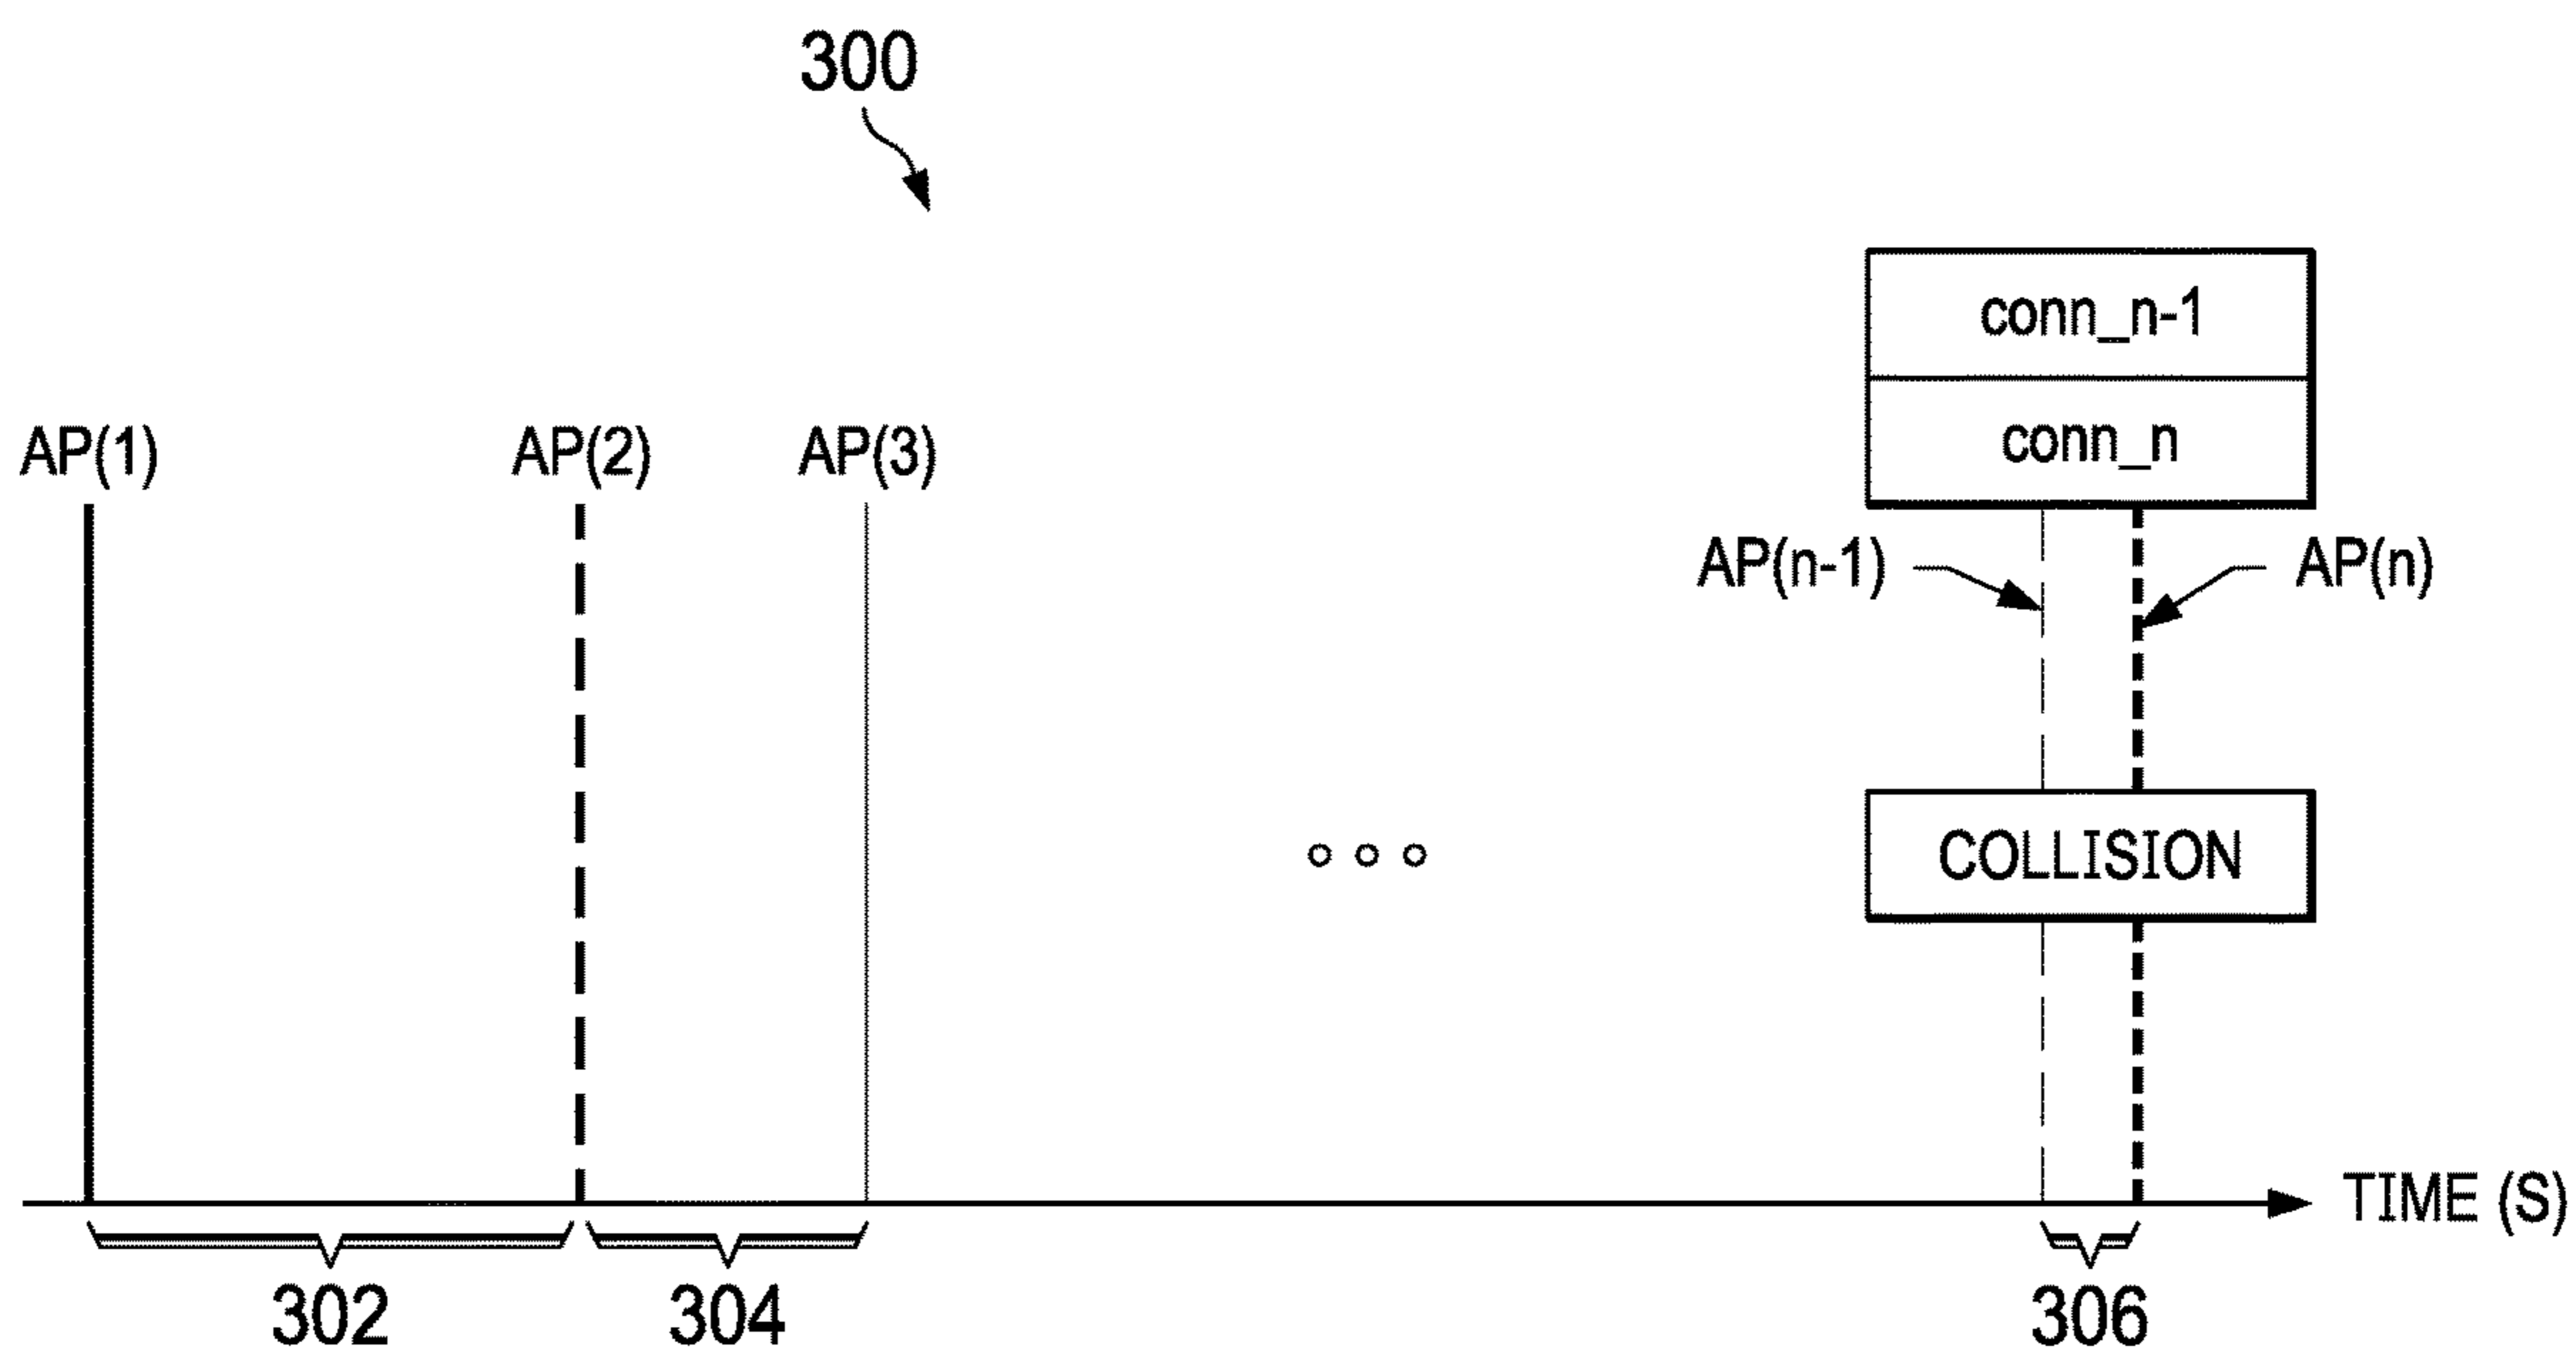 300
conn_n-1
conn_n
AP(1)
AP(2)
AP(3)
AP(n-1)
AP(n)
COLLISION
TIME (S)
302
304
306